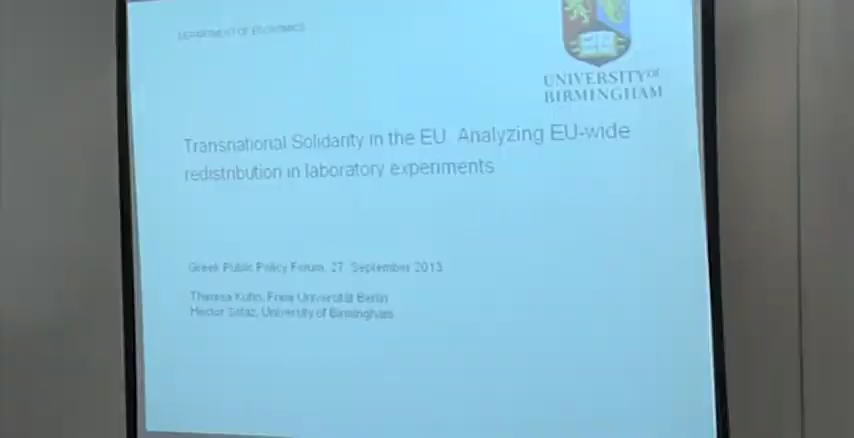 DEPARTMENT OF ECONOMICS
UNIVERSITY OF
BIRMINGHAM
Transnational Solidarity in the EU. Analyzing EU-wide
redistribution in laboratory experiments
Greek Public Policy Forum, 27. September 2013
Theresa Kuhn, Freie Universität Berlin
Hector Solaz, University of Birmingham